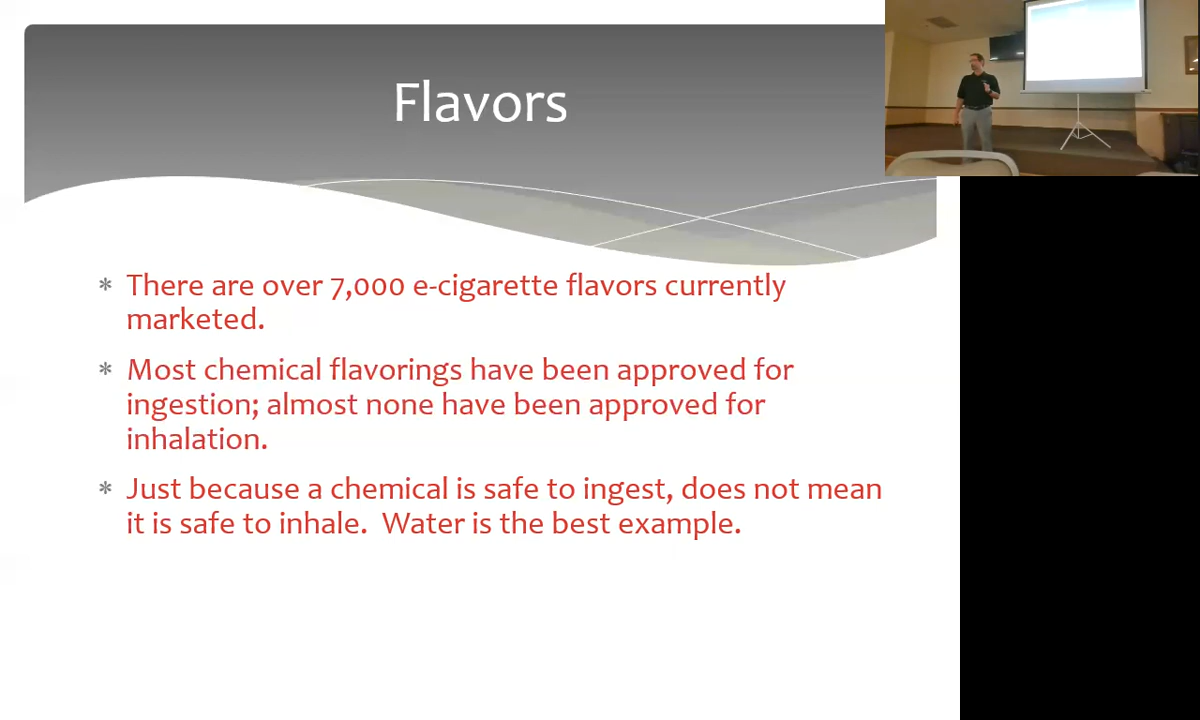 Flavors
* There are over 7,000 e-cigarette flavors currently
marketed.
* Most chemical flavorings have been approved for
ingestion; almost none have been approved for
inhalation.
* Just because a chemical is safe to ingest, does not mean
it is safe to inhale.  Water is the best example.